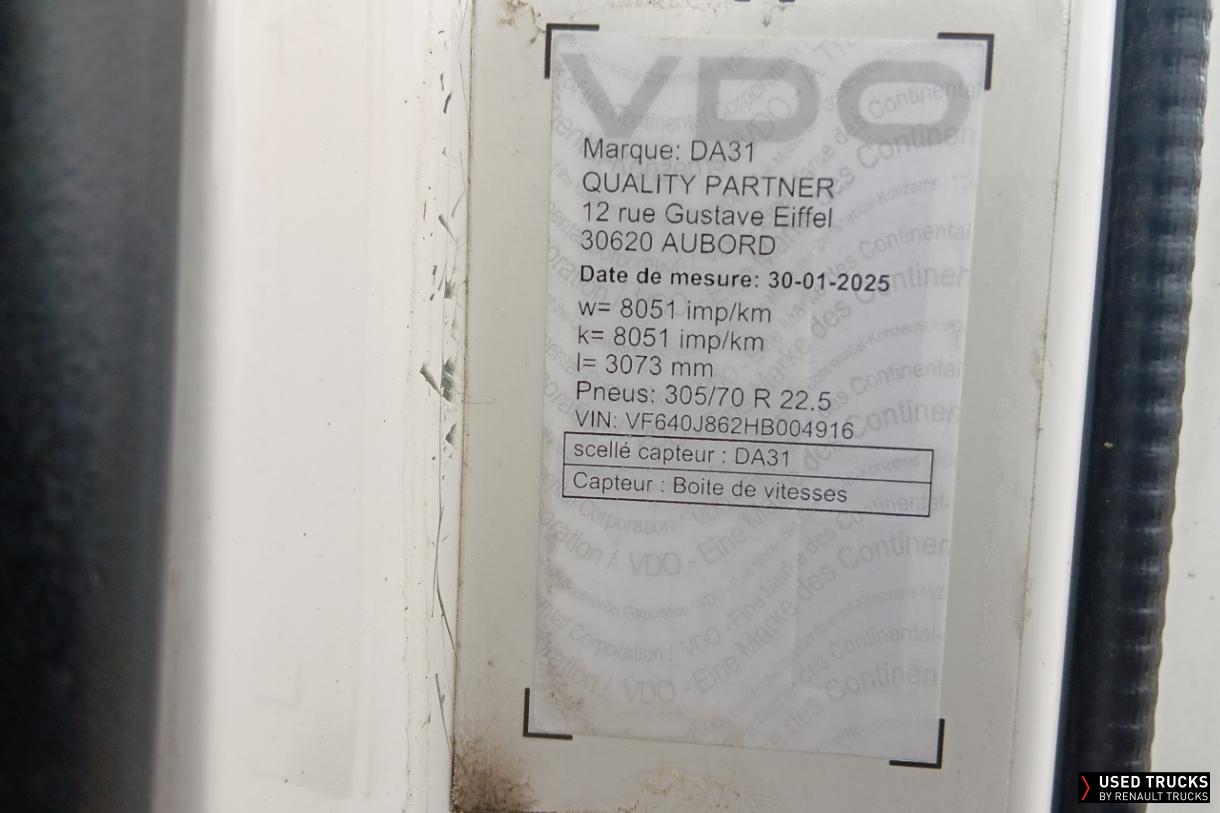 VDO
Marque: DA31
QUALITY PARTNER
12 rue Gustave Eiffel
30620 AUBORD
Date de mesure: 30-01-2025
w= 8051 imp/km
k= 8051 imp/km
l= 3073 mm
Pneus: 305/70 R 22.5
VIN: VF640J862HB004916
scellé capteur : DA31
Capteur : Boite de vitesses
USED TRUCKS
BY RENAULT TRUCKS